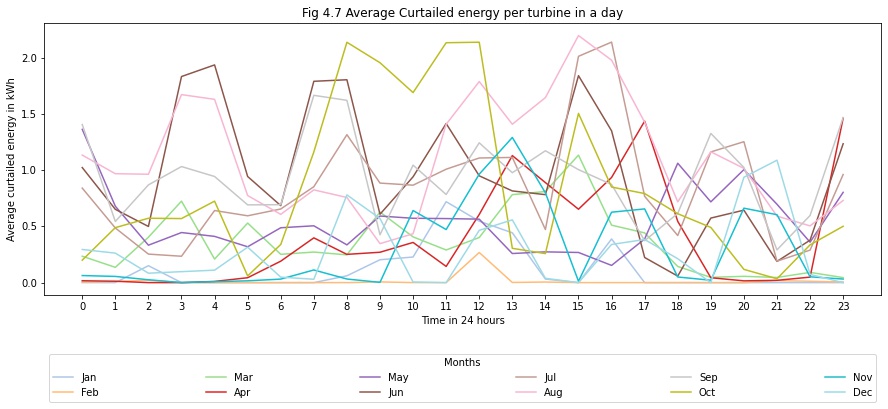 Fig 4.7 Average Curtailed energy per turbine in a day
Average curtailed energy in kWh
2.0
1.5
1.0
0.5
0.0
0 1 2 3 4 5 6 7 8 9 10 11 12 13 14 15 16 17 18 19 20 21 22 23
Time in 24 hours
Months
Jan Mar May Jul Sep Nov
Feb Apr Jun Aug Oct Dec